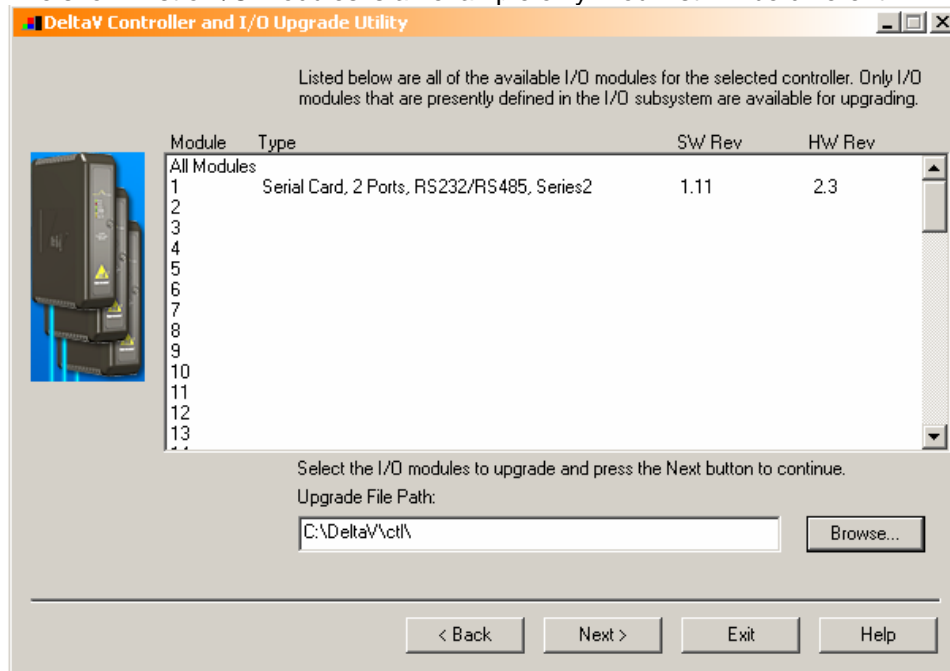 DeltaV Controller and I/O Upgrade Utility
Listed below are all of the available I/O modules for the selected controller. Only I/O
modules that are presently defined in the I/O subsystem are available for upgrading.
Module Type SW Rev HW Rev
All Modules
1 Serial Card, 2 Ports, RS232/RS485, Series2 1.11 2.3
2
3
4
5
6
7
8
9
10
11
12
13
Select the I/O modules to upgrade and press the Next button to continue.
Upgrade File Path:
C:\DeltaV\ctl\
Browse...
< Back Next > Exit Help